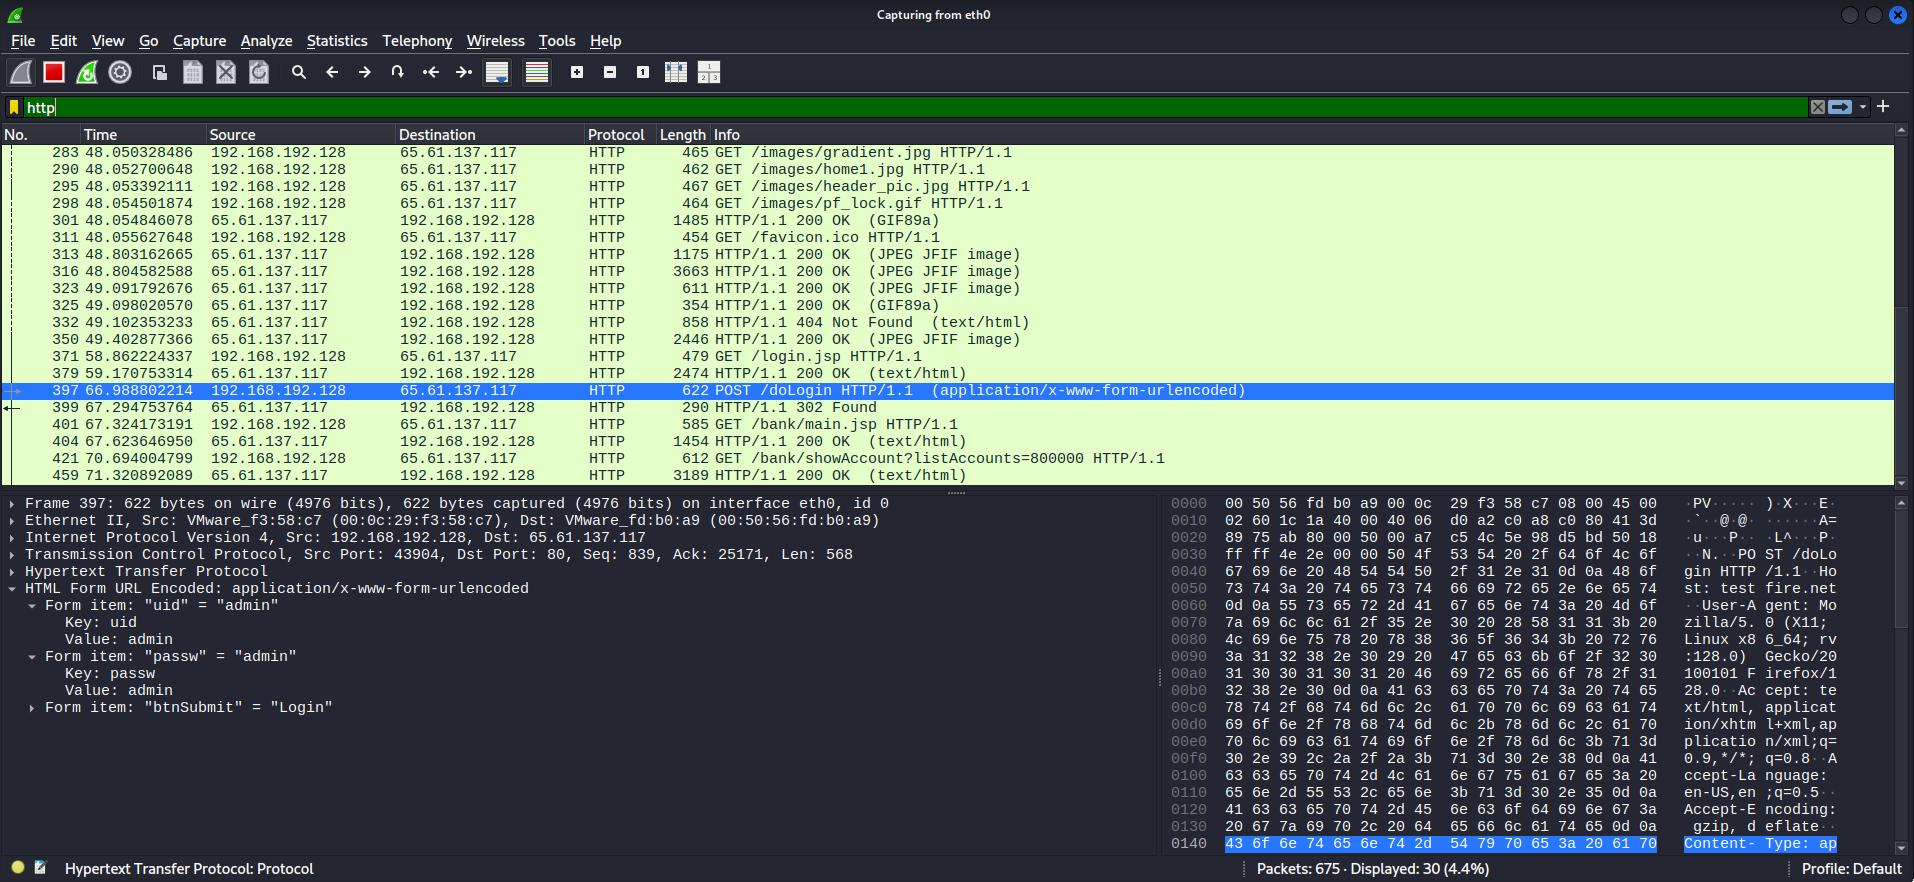 Capturing from eth0
File Edit View Go Capture Analyze Statistics Telephony Wireless Tools Help
http
No. Time Source Destination Protocol Length Info
283 48.050328486 192.168.192.128 65.61.137.117 HTTP 465 GET /images/gradient.jpg HTTP/1.1
290 48.052700648 192.168.192.128 65.61.137.117 HTTP 462 GET /images/home1.jpg HTTP/1.1
295 48.053392111 192.168.192.128 65.61.137.117 HTTP 467 GET /images/header_pic.jpg HTTP/1.1
298 48.054501874 192.168.192.128 65.61.137.117 HTTP 464 GET /images/pf_lock.gif HTTP/1.1
301 48.054846078 65.61.137.117 192.168.192.128 HTTP 1485 HTTP/1.1 200 OK (GIF89a)
311 48.055627648 192.168.192.128 65.61.137.117 HTTP 454 GET /favicon.ico HTTP/1.1
313 48.803162665 65.61.137.117 192.168.192.128 HTTP 1175 HTTP/1.1 200 OK (JPEG JFIF image)
316 48.804582588 65.61.137.117 192.168.192.128 HTTP 3663 HTTP/1.1 200 OK (JPEG JFIF image)
323 49.091792676 65.61.137.117 192.168.192.128 HTTP 611 HTTP/1.1 200 OK (JPEG JFIF image)
325 49.098020570 65.61.137.117 192.168.192.128 HTTP 354 HTTP/1.1 200 OK (GIF89a)
332 49.102353233 65.61.137.117 192.168.192.128 HTTP 858 HTTP/1.1 404 Not Found (text/html)
350 49.402877366 65.61.137.117 192.168.192.128 HTTP 2446 HTTP/1.1 200 OK (JPEG JFIF image)
371 58.862224337 192.168.192.128 65.61.137.117 HTTP 479 GET /login.jsp HTTP/1.1
379 59.170753314 65.61.137.117 192.168.192.128 HTTP 2474 HTTP/1.1 200 OK (text/html)
397 66.988802214 192.168.192.128 65.61.137.117 HTTP 622 POST /doLogin HTTP/1.1 (application/x-www-form-urlencoded)
399 67.294753764 65.61.137.117 192.168.192.128 HTTP 290 HTTP/1.1 302 Found
401 67.324173191 192.168.192.128 65.61.137.117 HTTP 585 GET /bank/main.jsp HTTP/1.1
404 67.623646950 65.61.137.117 192.168.192.128 HTTP 1454 HTTP/1.1 200 OK (text/html)
421 70.694004799 192.168.192.128 65.61.137.117 HTTP 612 GET /bank/showAccount?listAccounts=800000 HTTP/1.1
459 71.320892089 65.61.137.117 192.168.192.128 HTTP 3189 HTTP/1.1 200 OK (text/html)
Frame 397: 622 bytes on wire (4976 bits), 622 bytes captured (4976 bits) on interface eth0, id 0
Ethernet II, Src: VMware_f3:58:c7 (00:0c:29:f3:58:c7), Dst: VMware_fd:b0:a9 (00:50:56:fd:b0:a9)
Internet Protocol Version 4, Src: 192.168.192.128, Dst: 65.61.137.117
Transmission Control Protocol, Src Port: 43904, Dst Port: 80, Seq: 839, Ack: 25171, Len: 568
Hypertext Transfer Protocol
HTML Form URL Encoded: application/x-www-form-urlencoded
Form item: "uid" = "admin"
Key: uid
Value: admin
Form item: "passw" = "admin"
Key: passw
Value: admin
Form item: "btnSubmit" = "Login"
0000 00 50 56 fd b0 a9 00 0c 29 f3 58 c7 08 00 45 00 ·PV····· )·X···E·
0010 02 60 1c 1a 40 00 40 06 d0 a2 c0 a8 c0 80 41 3d ·`··@·@· ······A=
0020 89 75 ab 80 00 50 00 a7 c5 4c 5e 98 d5 bd 50 18 ·u···P·· ·L^···P·
0030 ff ff 4e 2e 00 00 50 4f 53 54 20 2f 64 6f 4c 6f ··N.··PO ST /doLo
0040 67 69 6e 20 48 54 54 50 2f 31 2e 31 0d 0a 48 6f gin HTTP /1.1··Ho
0050 73 74 3a 20 74 65 73 74 66 69 72 65 2e 6e 65 74 st: test fire.net
0060 0d 0a 55 73 65 72 2d 41 67 65 6e 74 3a 20 4d 6f ··User-A gent: Mo
0070 7a 69 6c 6c 61 2f 35 2e 30 20 28 58 31 31 3b 20 zilla/5. 0 (X11;
0080 4c 69 6e 75 78 20 78 38 36 5f 36 34 3b 20 72 76 Linux x8 6_64; rv
0090 3a 31 32 38 2e 30 29 20 47 65 63 6b 6f 2f 32 30 :128.0) Gecko/20
00a0 31 30 30 31 30 31 20 46 69 72 65 66 6f 78 2f 31 100101 F irefox/1
00b0 32 38 2e 30 0d 0a 41 63 63 65 70 74 3a 20 74 65 28.0··Ac cept: te
00c0 78 74 2f 68 74 6d 6c 2c 61 70 70 6c 69 63 61 74 xt/html, applicat
00d0 69 6f 6e 2f 78 68 74 6d 6c 2b 78 6d 6c 2c 61 70 ion/xhtm l+xml,ap
00e0 70 6c 69 63 61 74 69 6f 6e 2f 78 6d 6c 3b 71 3d plicatio n/xml;q=
00f0 30 2e 39 2c 2a 2f 2a 3b 71 3d 30 2e 38 0d 0a 41 0.9,*/*; q=0.8··A
0100 63 63 65 70 74 2d 4c 61 6e 67 75 61 67 65 3a 20 ccept-La nguage:
0110 65 6e 2d 55 53 2c 65 6e 3b 71 3d 30 2e 35 0d 0a en-US,en ;q=0.5··
0120 41 63 63 65 70 74 2d 45 6e 63 6f 64 69 6e 67 3a Accept-E ncoding:
0130 20 67 7a 69 70 2c 20 64 65 66 6c 61 74 65 0d 0a gzip, d eflate··
0140 43 6f 6e 74 65 6e 74 2d 54 79 70 65 3a 20 61 70 Content- Type: ap
Hypertext Transfer Protocol: Protocol Packets: 675 · Displayed: 30 (4.4%) Profile: Default